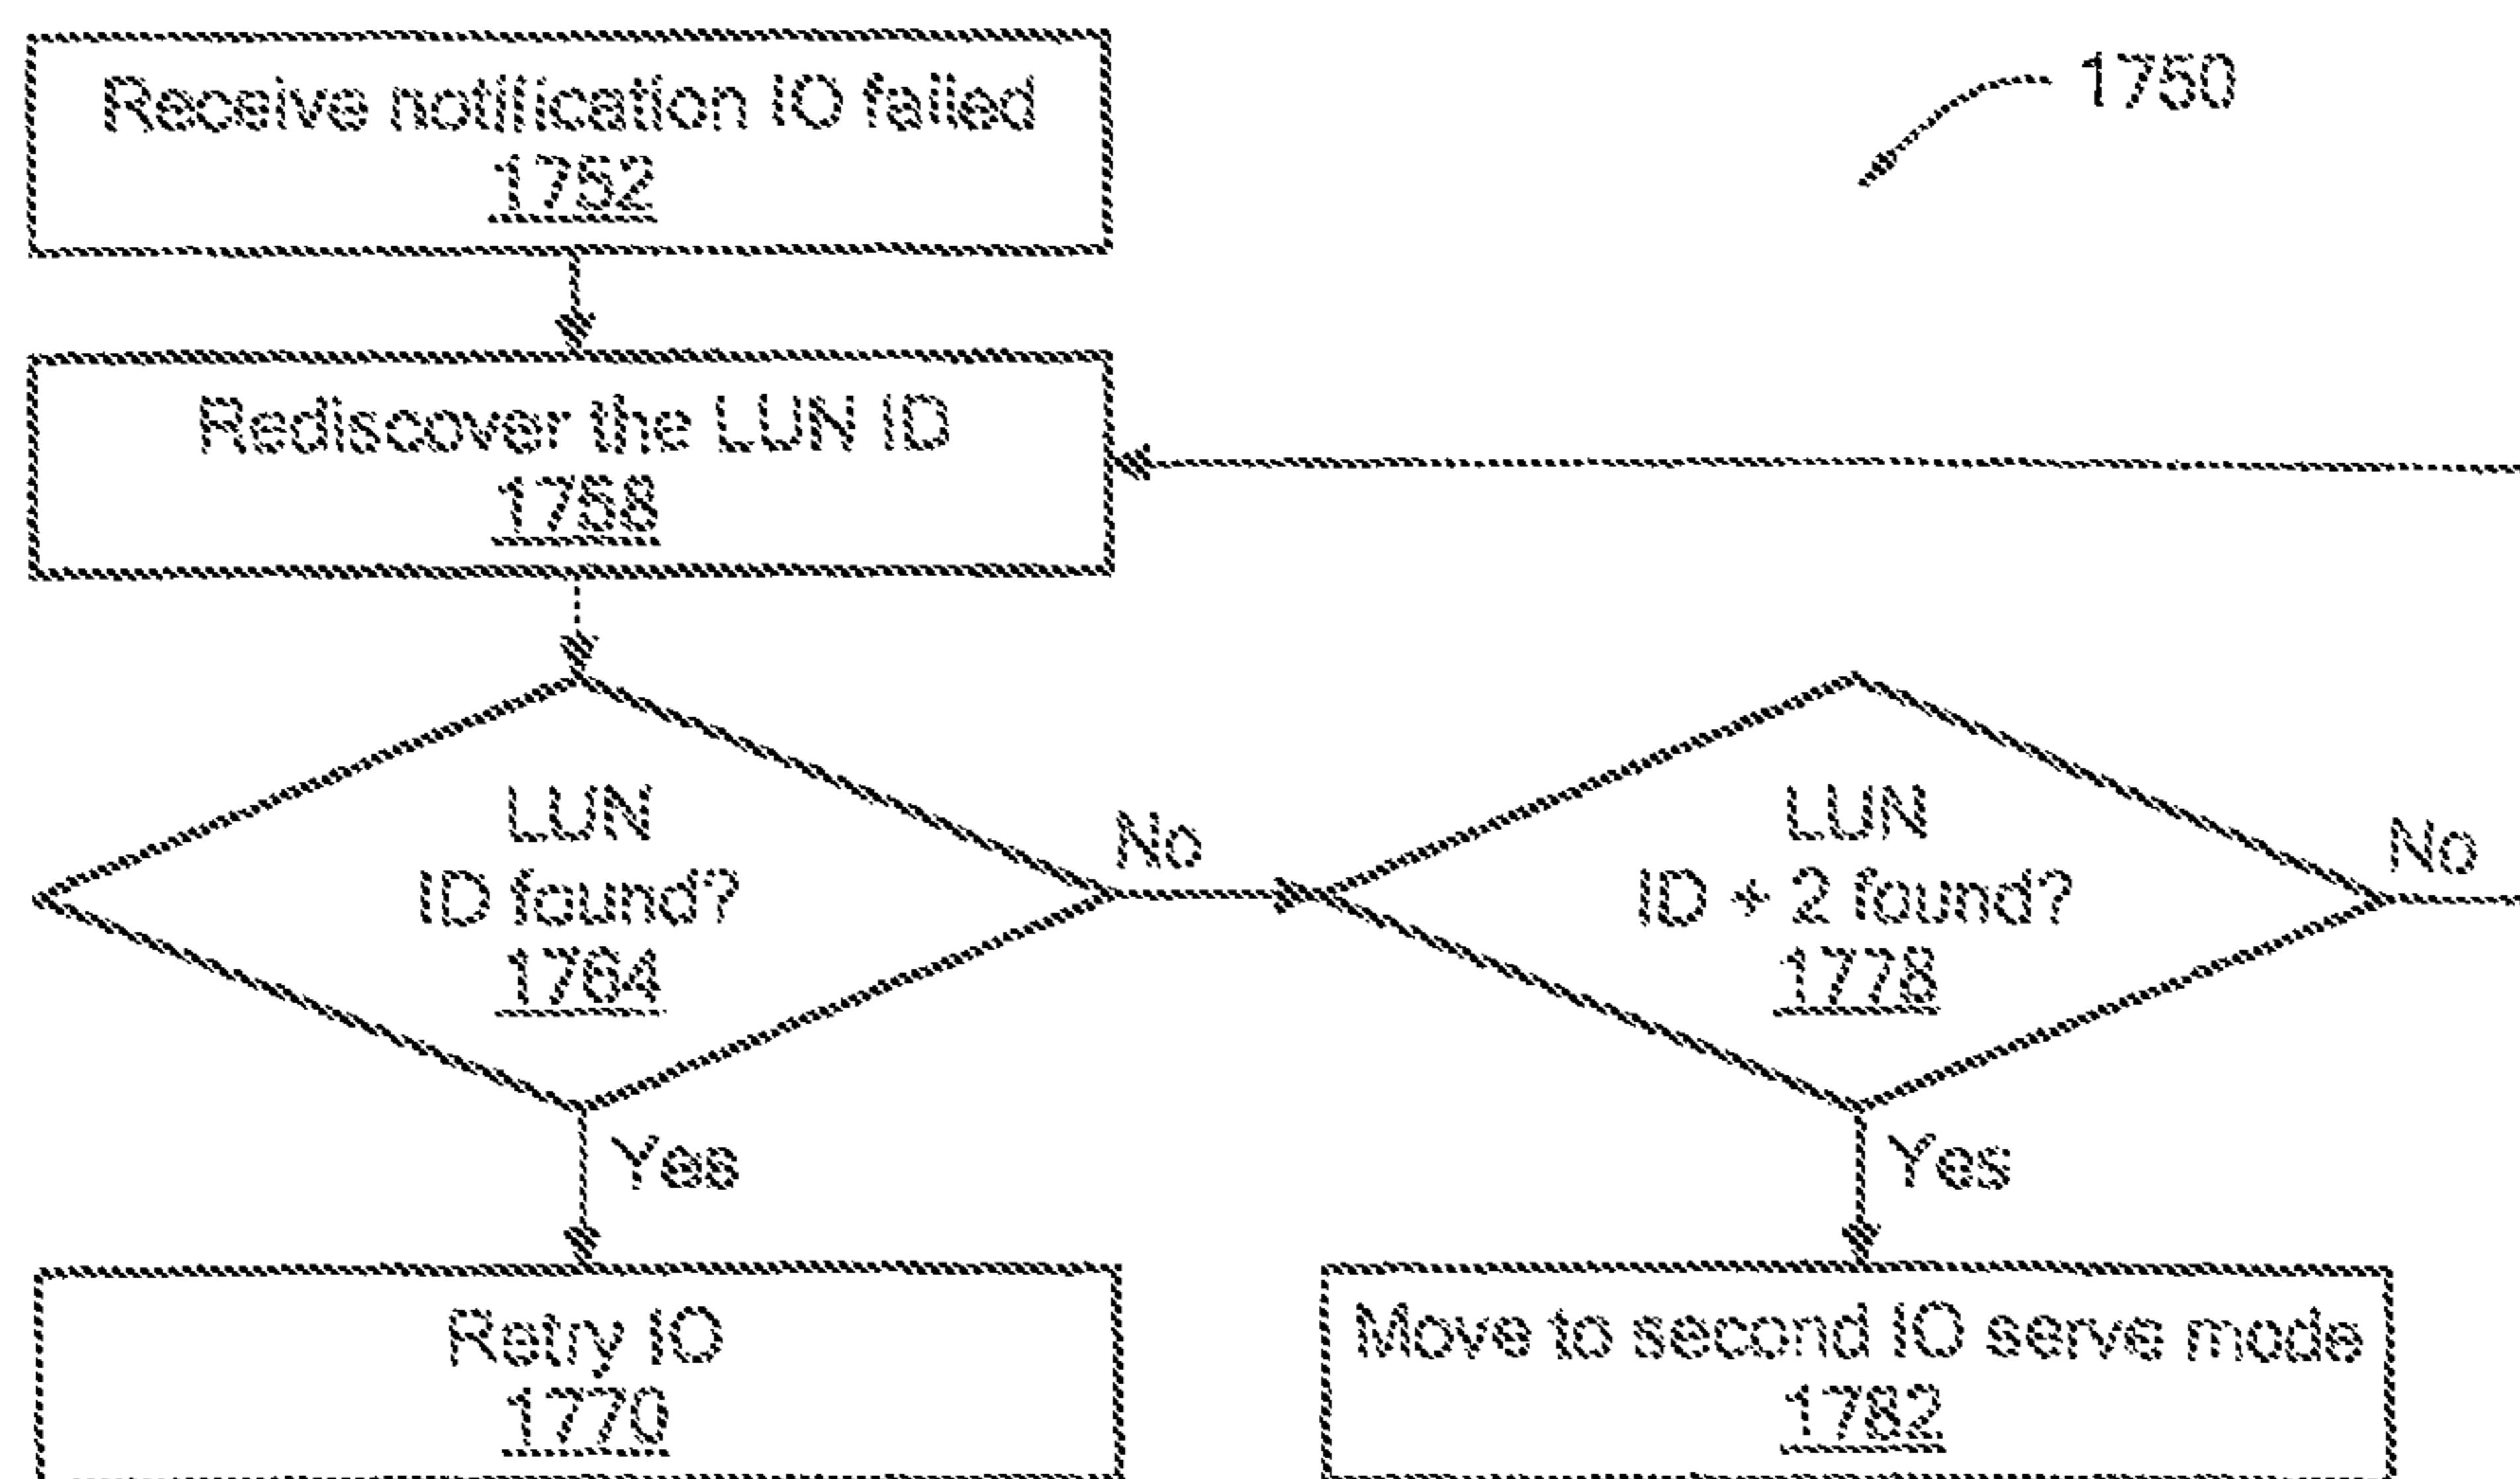 Receive notification IO failed
1752
1750
Rediscover the LUN ID
1758
LUN
ID found?
1764
No
LUN
ID + 2 found?
1778
No
Yes
Yes
Retry IO
1770
Move to second IO serve mode
1782